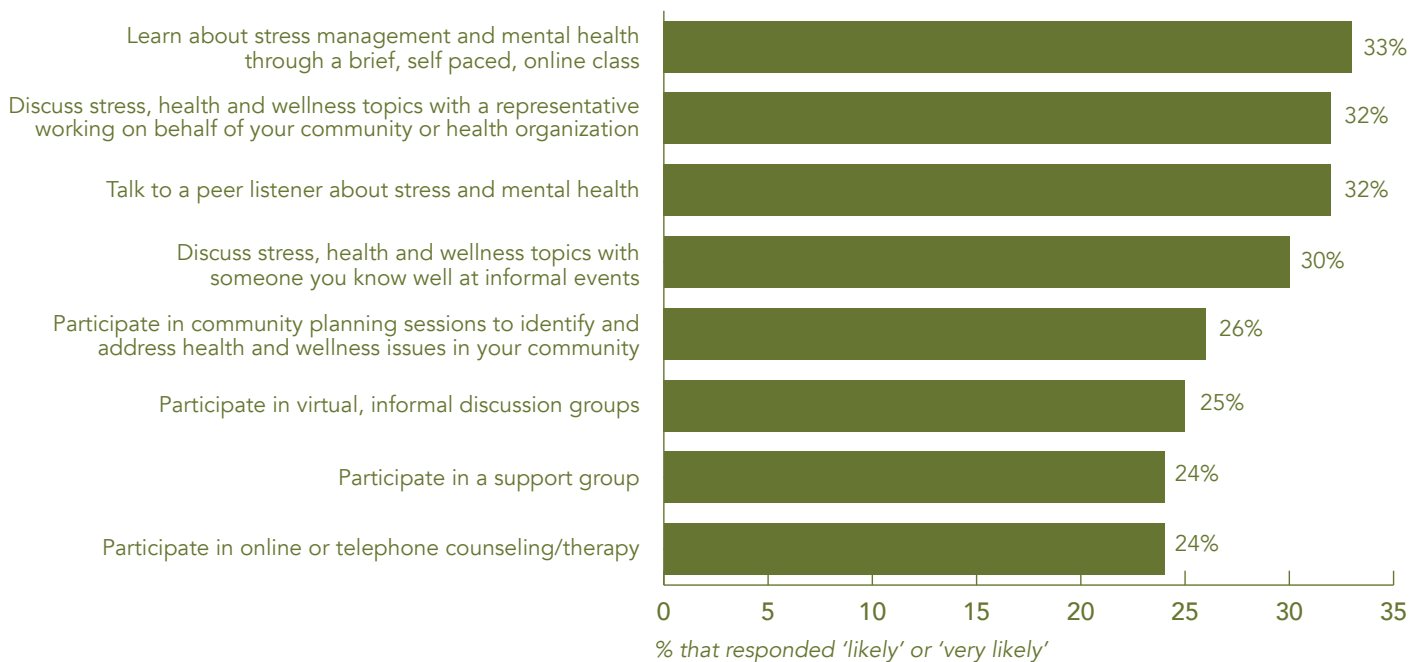 Learn about stress management and mental health
through a brief, self paced, online class
33%
Discuss stress, health and wellness topics with a representative
working on behalf of your community or health organization
32%
Talk to a peer listener about stress and mental health
32%
Discuss stress, health and wellness topics with
someone you know well at informal events
30%
Participate in community planning sessions to identify and
address health and wellness issues in your community
26%
Participate in virtual, informal discussion groups
25%
Participate in a support group
24%
Participate in online or telephone counseling/therapy
24%
0 5 10 15 20 25 30 35
% that responded ‘likely’ or ‘very likely’